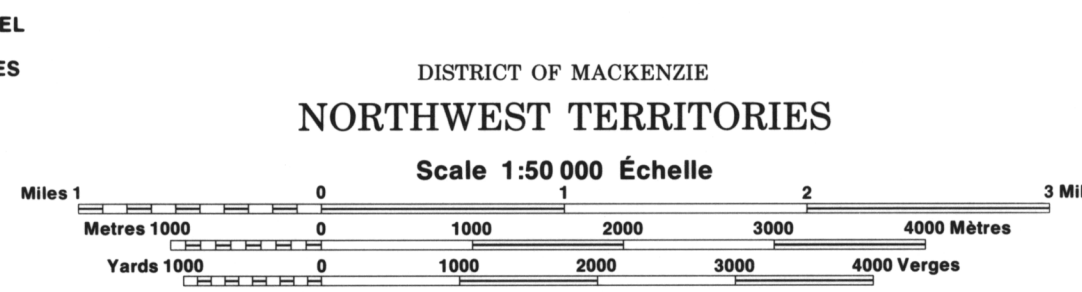 EL
ES
DISTRICT OF MACKENZIE
NORTHWEST TERRITORIES
Scale 1:50 000 Échelle
Miles 1 0 1 2 3 Mil
Metres 1000 0 1000 2000 3000 4000 Mètres
Yards 1000 0 1000 2000 3000 4000 Verges